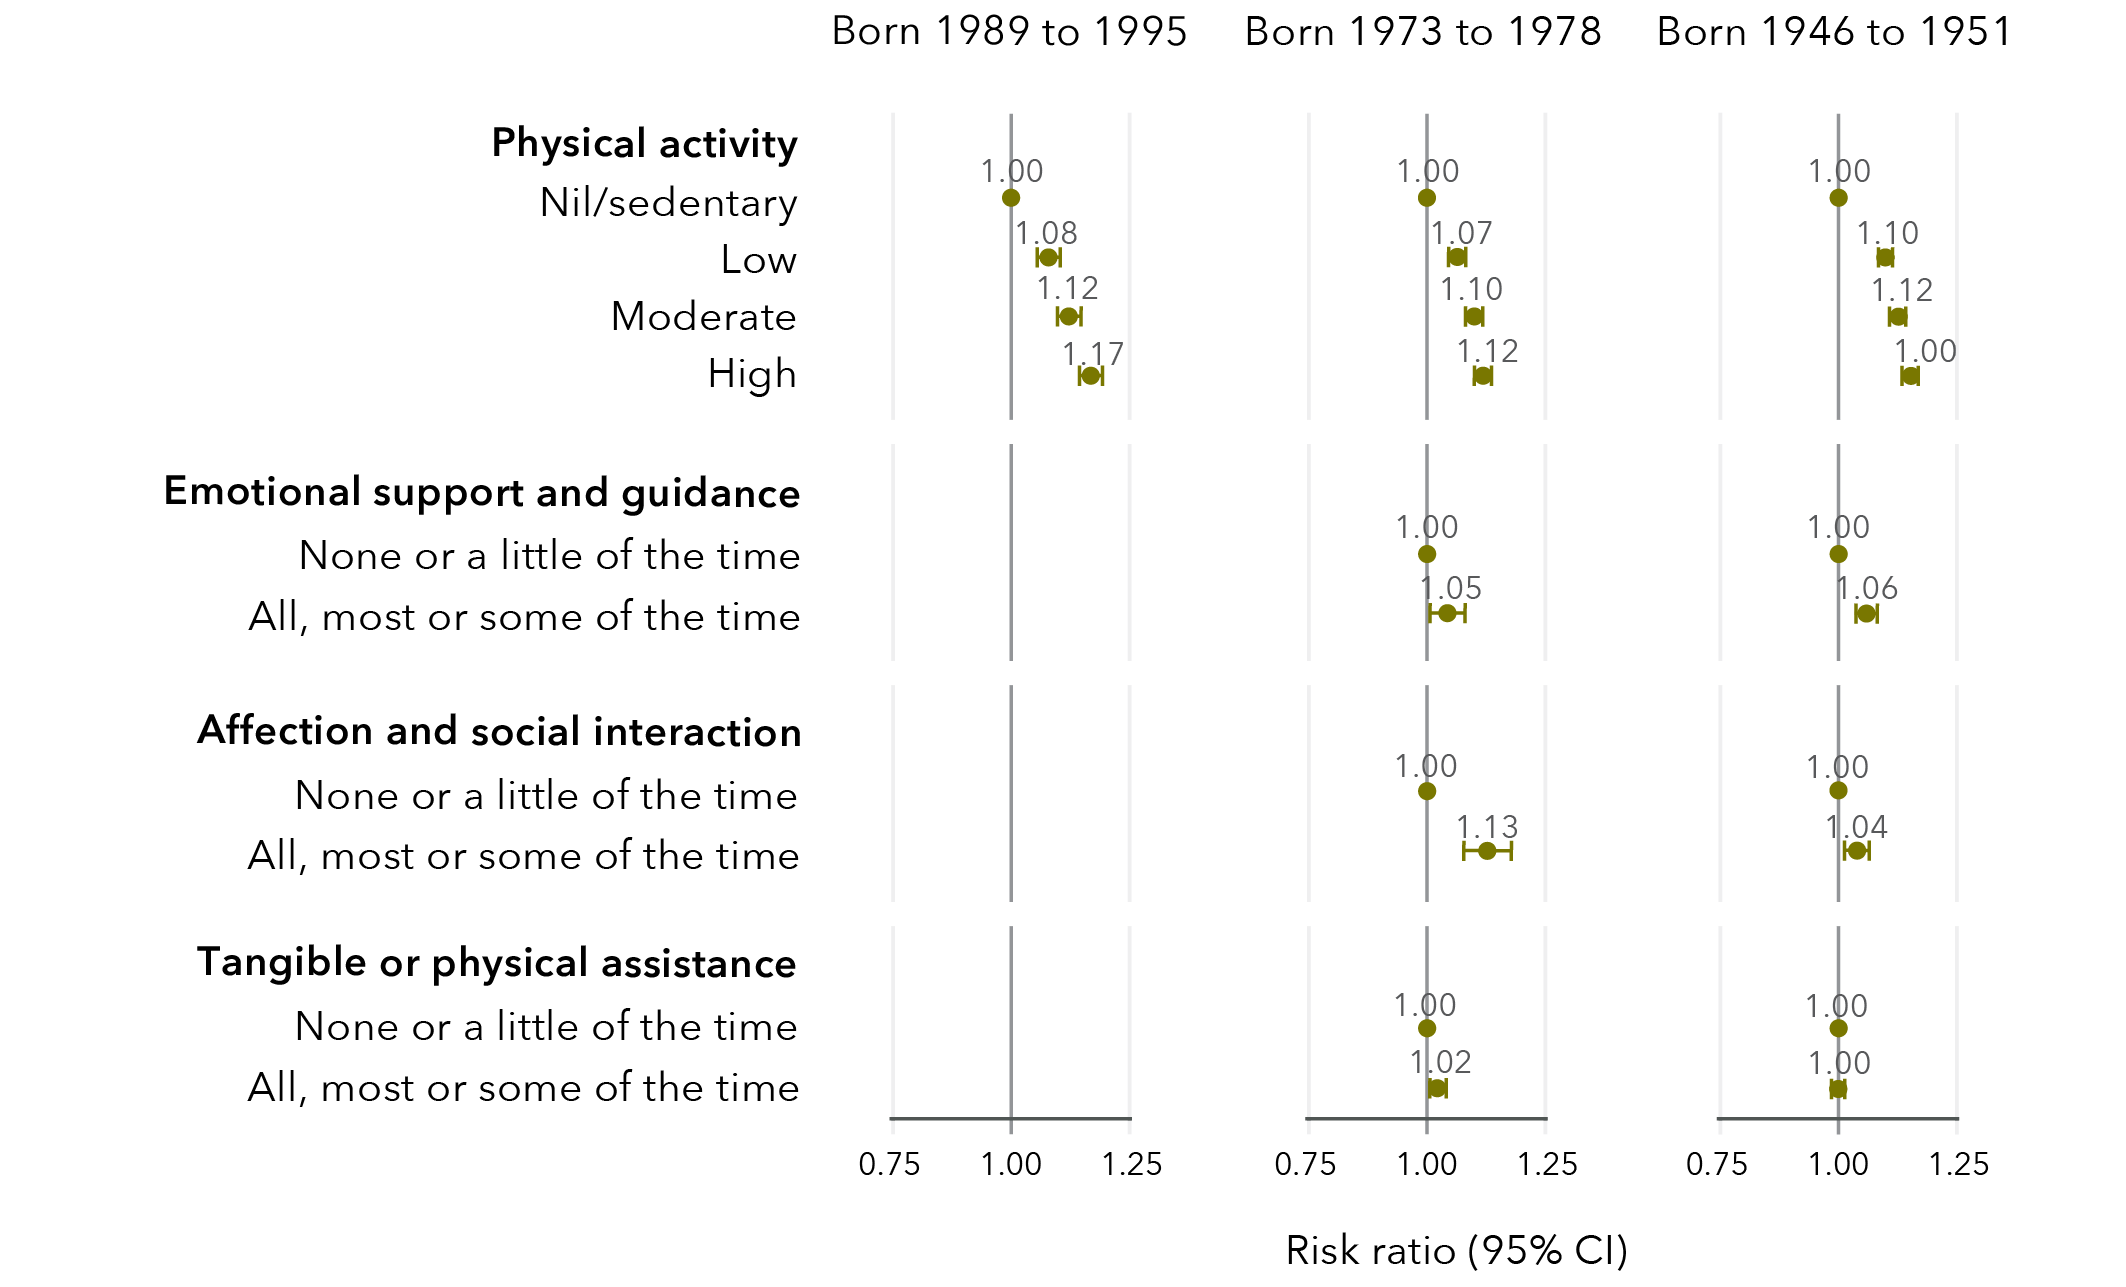 Born 1989 to 1995 Born 1973 to 1978 Born 1946 to 1951
Physical activity
1.00 1.00 1.00
Nil/sedentary
1.08 1.07 1.10
Low
1.12 1.10 1.12
Moderate
1.17 1.12 1.00
High
Emotional support and guidance
1.00 1.00
None or a little of the time
1.05 1.06
All, most or some of the time
Affection and social interaction
1.00 1.00
None or a little of the time
1.13 1.04
All, most or some of the time
Tangible or physical assistance
1.00 1.00
None or a little of the time
1.02 1.00
All, most or some of the time
0.75 1.00 1.25 0.75 1.00 1.25 0.75 1.00 1.25
Risk ratio (95% CI)